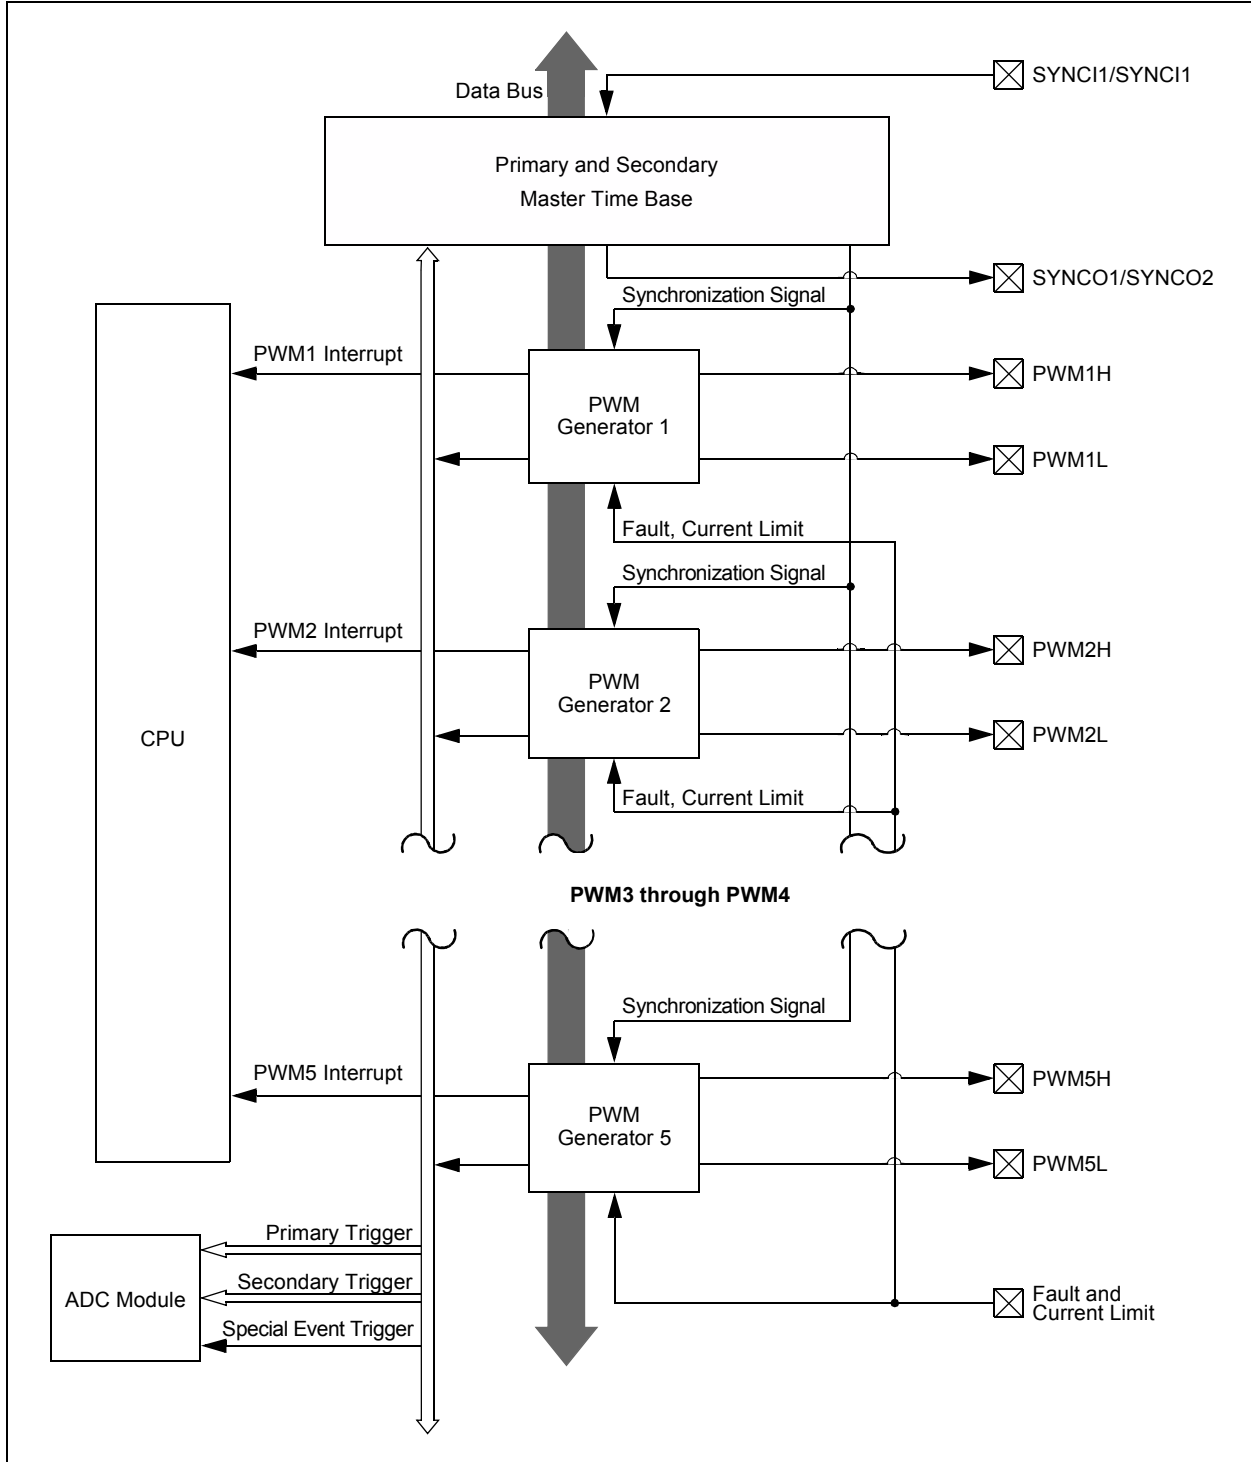 SYNCI1/SYNCI1
Data Bus
Primary and Secondary
Master Time Base
SYNCO1/SYNCO2
Synchronization Signal
PWM1 Interrupt
PWM1H
PWM
Generator 1
PWM1L
Fault, Current Limit
Synchronization Signal
PWM2 Interrupt
PWM2H
PWM
Generator 2
CPU
PWM2L
Fault, Current Limit
PWM3 through PWM4
Synchronization Signal
PWM5 Interrupt
PWM5H
PWM
Generator 5
PWM5L
Primary Trigger
Secondary Trigger
ADC Module
Special Event Trigger
Fault and
Current Limit